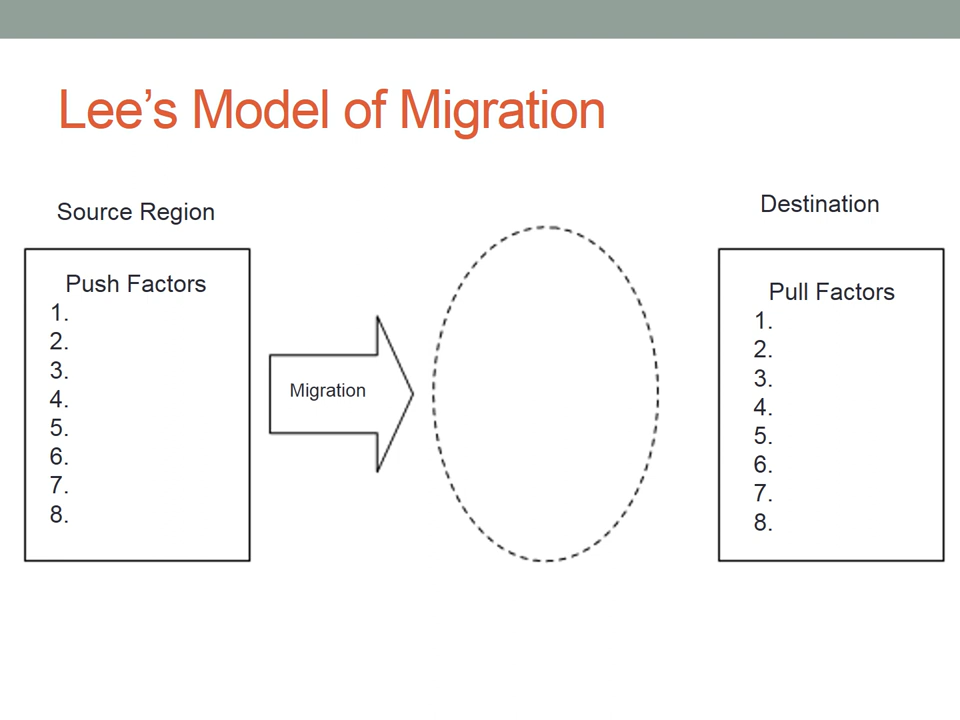 Lee’s Model of Migration
Source Region
Push Factors
1.
2.
3.
4.
5.
6.
7.
8.
Migration
Destination
Pull Factors
1.
2.
3.
4.
5.
6.
7.
8.